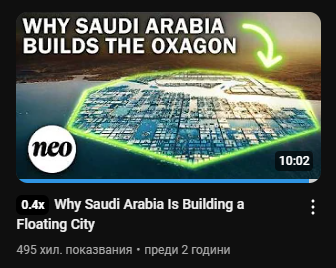 WHY SAUDI ARABIA
BUILDS THE OXAGON
neo
10:02
0.4x Why Saudi Arabia Is Building a
Floating City
495 хил. показвания • преди 2 години